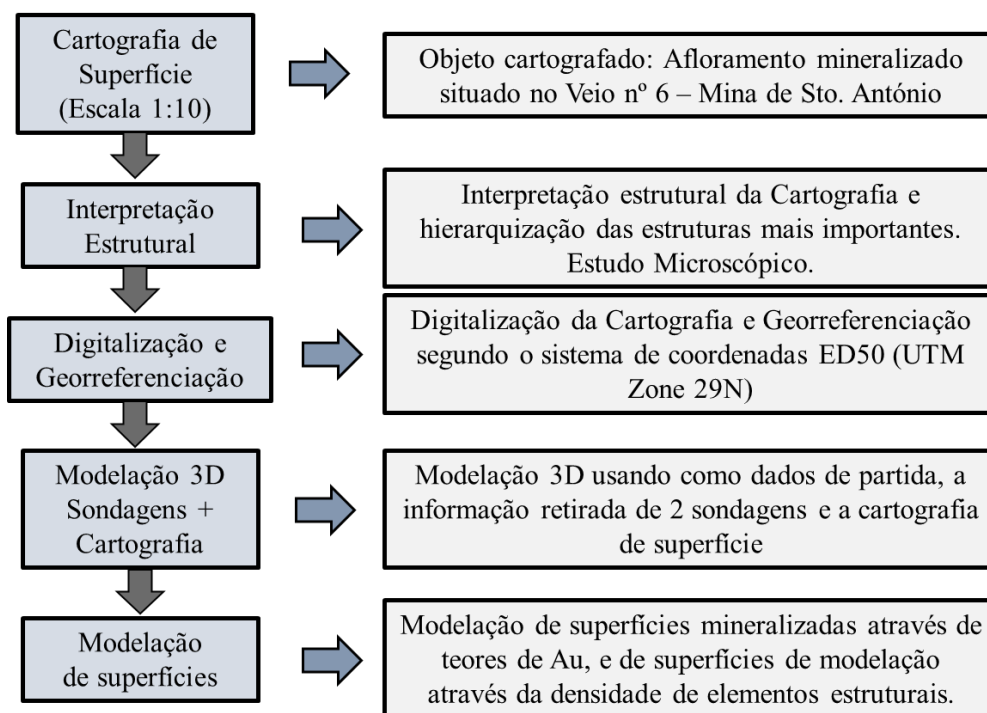 Cartografia de
Superfície
(Escala 1:10)
Objeto cartografado: Afloramento mineralizado
situado no Veio nº 6 – Mina de Sto. António
Interpretação
Estrutural
Interpretação estrutural da Cartografia e
hierarquização das estruturas mais importantes.
Estudo Microscópico.
Digitalização e
Georreferenciação
Digitalização da Cartografia e Georreferenciação
segundo o sistema de coordenadas ED50 (UTM
Zone 29N)
Modelação 3D
Sondagens +
Cartografia
Modelação 3D usando como dados de partida, a
informação retirada de 2 sondagens e a cartografia
de superfície
Modelação
de superfícies
Modelação de superfícies mineralizadas através de
teores de Au, e de superfícies de modelação
através da densidade de elementos estruturais.